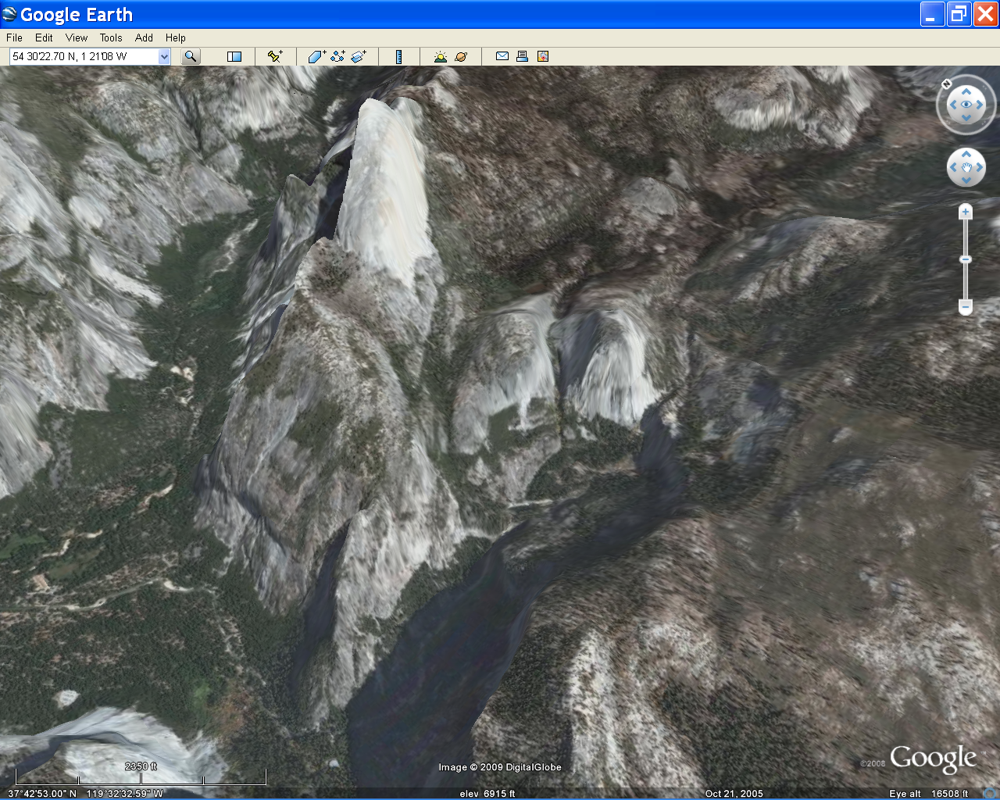 Google Earth
File Edit View Tools Add Help
54 30'22.70 N, 1 21'08 W
N
2350 ft
Image © 2009 DigitalGlobe
©2008 Google™
37°42'53.00" N 119°32'32.59" W elev 6915 ft Oct 21, 2005 Eye alt 16508 ft